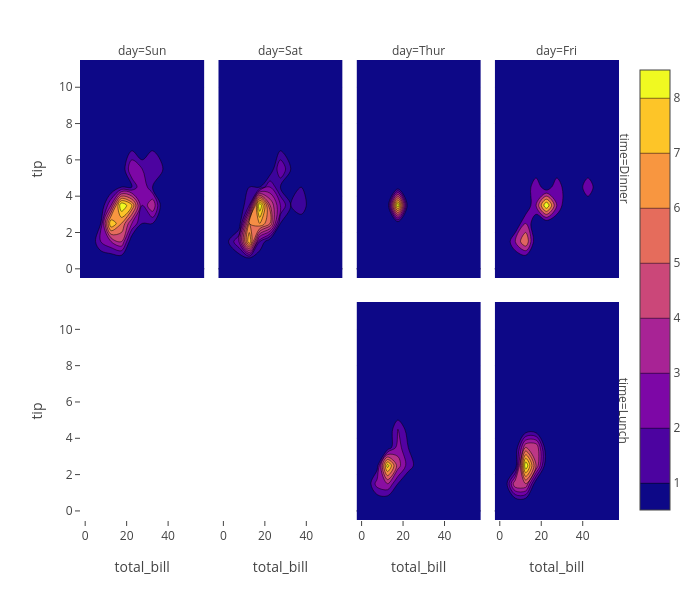 day=Sun day=Sat day=Thur day=Fri
10
8
6
4
2
0
tip
time=Dinner
10
8
6
4
2
0
tip
time=Lunch
0 20 40 0 20 40 0 20 40 0 20 40
total_bill total_bill total_bill total_bill
8
7
6
5
4
3
2
1